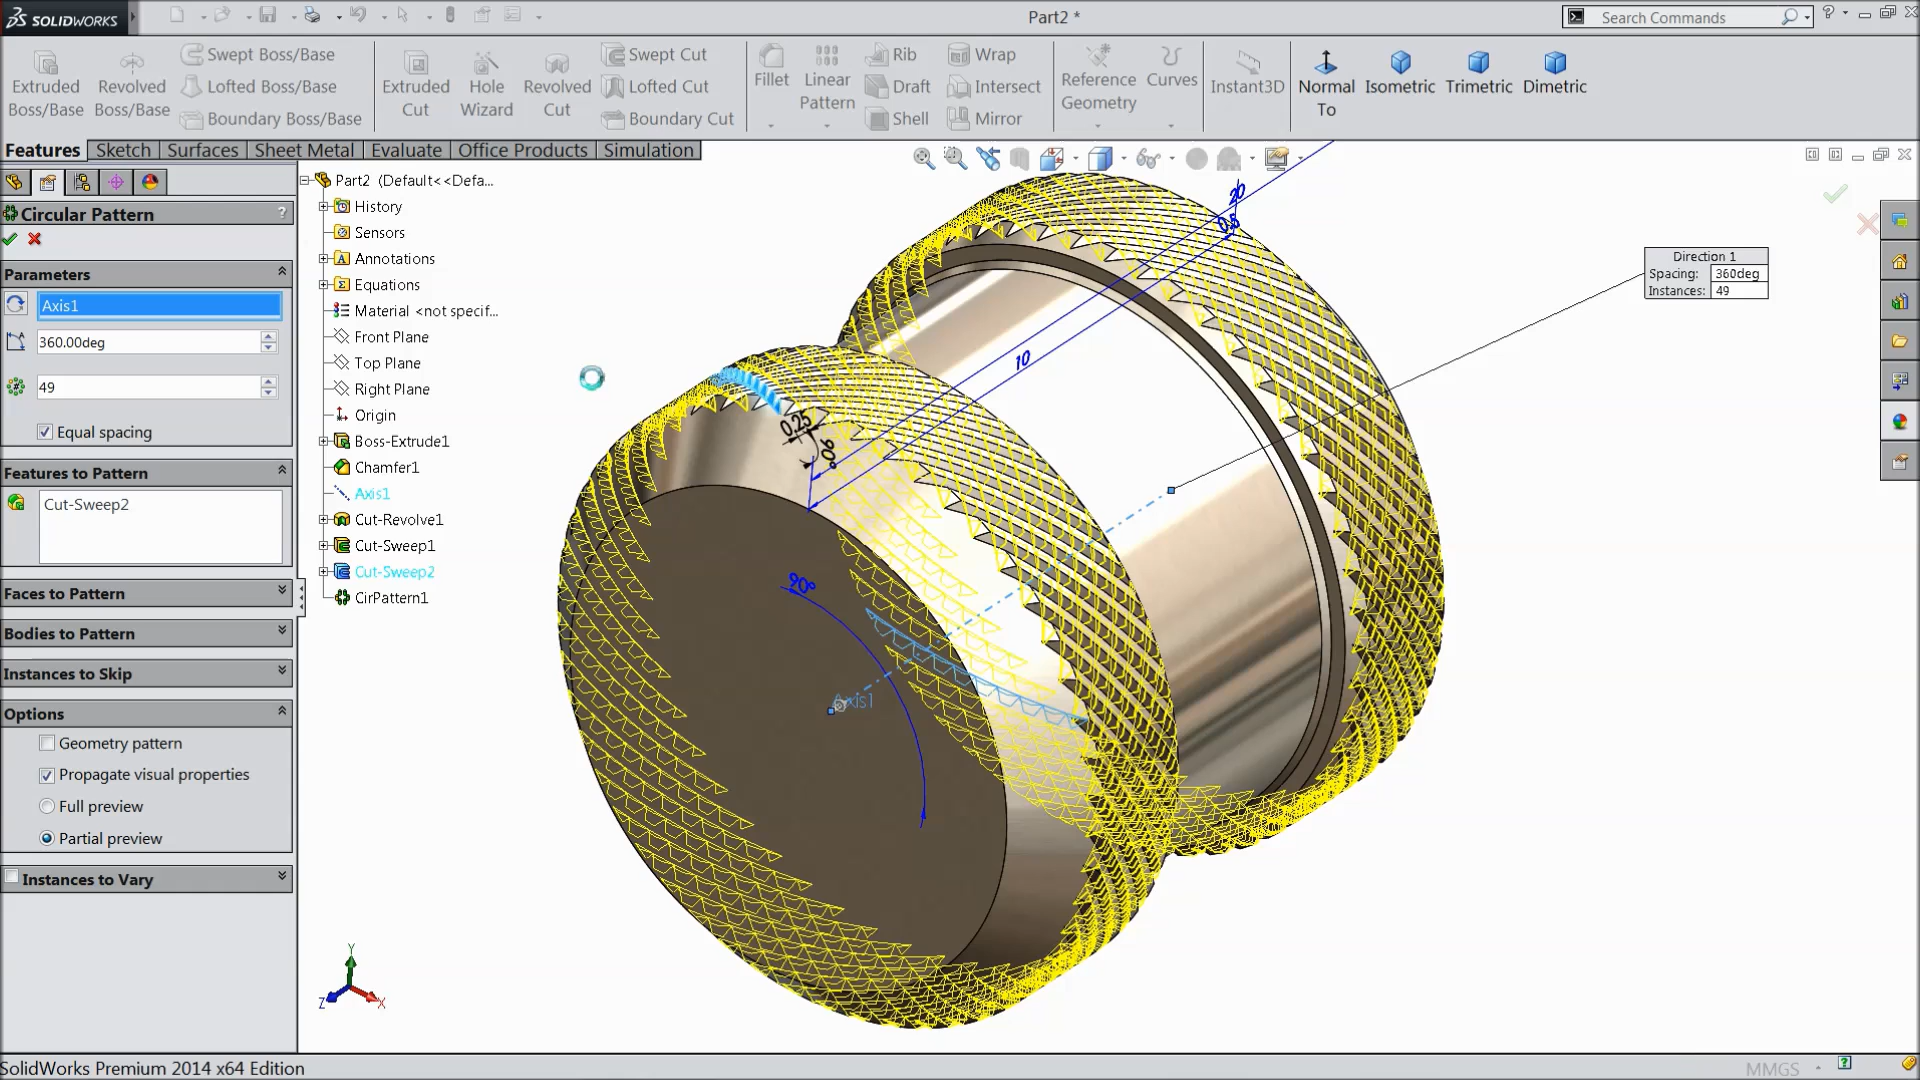 SOLIDWORKS
Part2 *
Search Commands
Extruded Boss/Base
Revolved Boss/Base
Swept Boss/Base
Lofted Boss/Base
Boundary Boss/Base
Extruded Cut
Hole Wizard
Revolved Cut
Swept Cut
Lofted Cut
Boundary Cut
Fillet
Linear Pattern
Rib
Draft
Shell
Wrap
Intersect
Mirror
Reference Geometry
Curves
Instant3D
Normal To
Isometric
Trimetric
Dimetric
Features
Sketch
Surfaces
Sheet Metal
Evaluate
Office Products
Simulation
Circular Pattern
?
Parameters
Axis1
360.00deg
49
Equal spacing
Features to Pattern
Cut-Sweep2
Faces to Pattern
Bodies to Pattern
Instances to Skip
Options
Geometry pattern
Propagate visual properties
Full preview
Partial preview
Instances to Vary
Part2 (Default<<Defa...
History
Sensors
Annotations
Equations
Material <not specif...
Front Plane
Top Plane
Right Plane
Origin
Boss-Extrude1
Chamfer1
Axis1
Cut-Revolve1
Cut-Sweep1
Cut-Sweep2
CirPattern1
20
0.5
10
0.25
90°
20°
Axis1
Direction 1
Spacing: 360deg
Instances: 49
Y
Z
X
SolidWorks Premium 2014 x64 Edition
MMGS